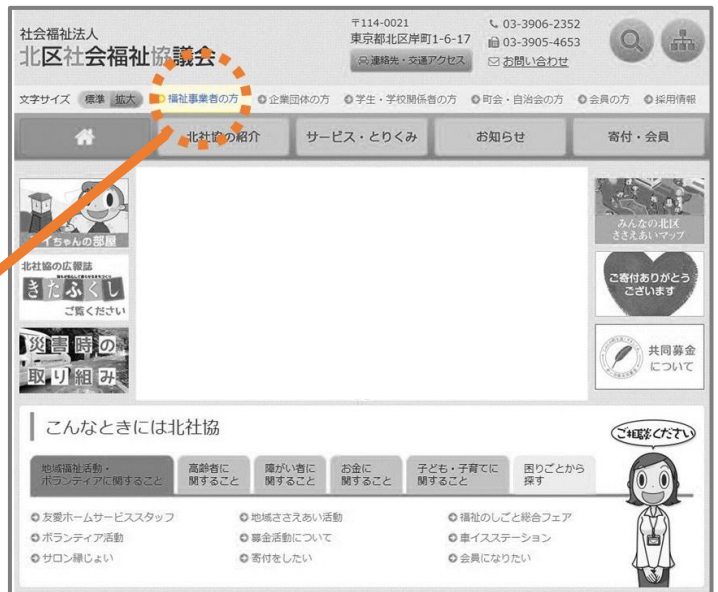 社会福祉法人
北区社会福祉協議会
〒114-0021
東京都北区岸町1-6-17
連絡先・交通アクセス
03-3906-2352
03-3905-4653
お問い合わせ
文字サイズ 標準 拡大
福祉事業者の方 企業団体の方 学生・学校関係者の方 町会・自治会の方 会員の方 採用情報
北社協の紹介 サービス・とりくみ お知らせ 寄付・会員
イちゃんの部屋
北社協の広報誌
きたふくし
ご覧ください
災害時の
取り組み
みんなの北区
ささえあいマップ
ご寄付ありがとう
ございます
共同募金
について
こんなときには北社協
ご相談ください
地域福祉活動・
ボランティアに関すること
高齢者に
関すること
障がい者に
関すること
お金に
関すること
子ども・子育てに
関すること
困りごとから
探す
友愛ホームサービススタッフ 地域ささえあい活動 福祉のしごと総合フェア
ボランティア活動 募金活動について 車イスステーション
サロン縁じょい 寄付をしたい 会員になりたい